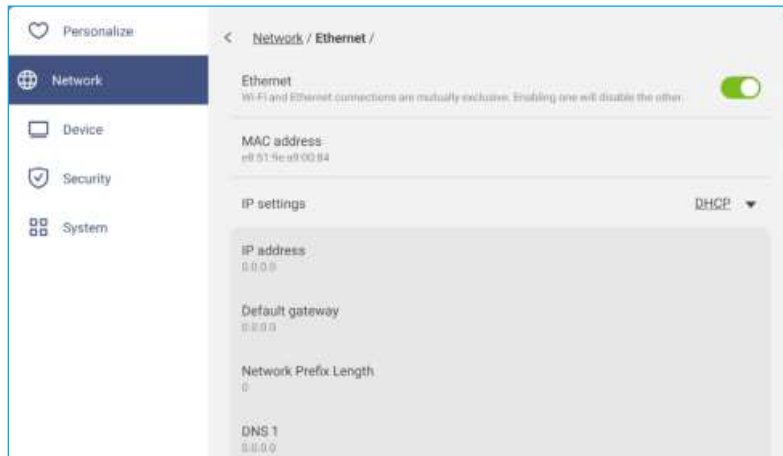 Personalize
Network
Device
Security
System
< Network / Ethernet /
Ethernet
Wi-Fi and Ethernet connections are mutually exclusive. Enabling one will disable the other.
MAC address
e8:51:9e:a9:00:84
IP settings
DHCP
IP address
0.0.0.0
Default gateway
0.0.0.0
Network Prefix Length
0
DNS 1
0.0.0.0